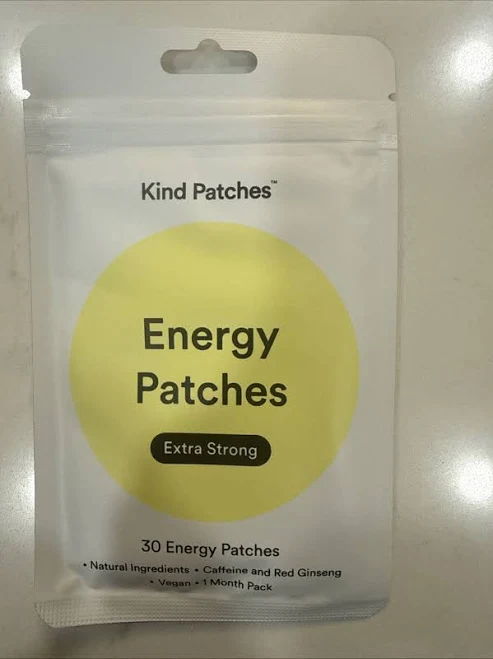 Kind Patches™
Energy
Patches
Extra Strong
30 Energy Patches
• Natural Ingredients • Caffeine and Red Ginseng
• Vegan • 1 Month Pack